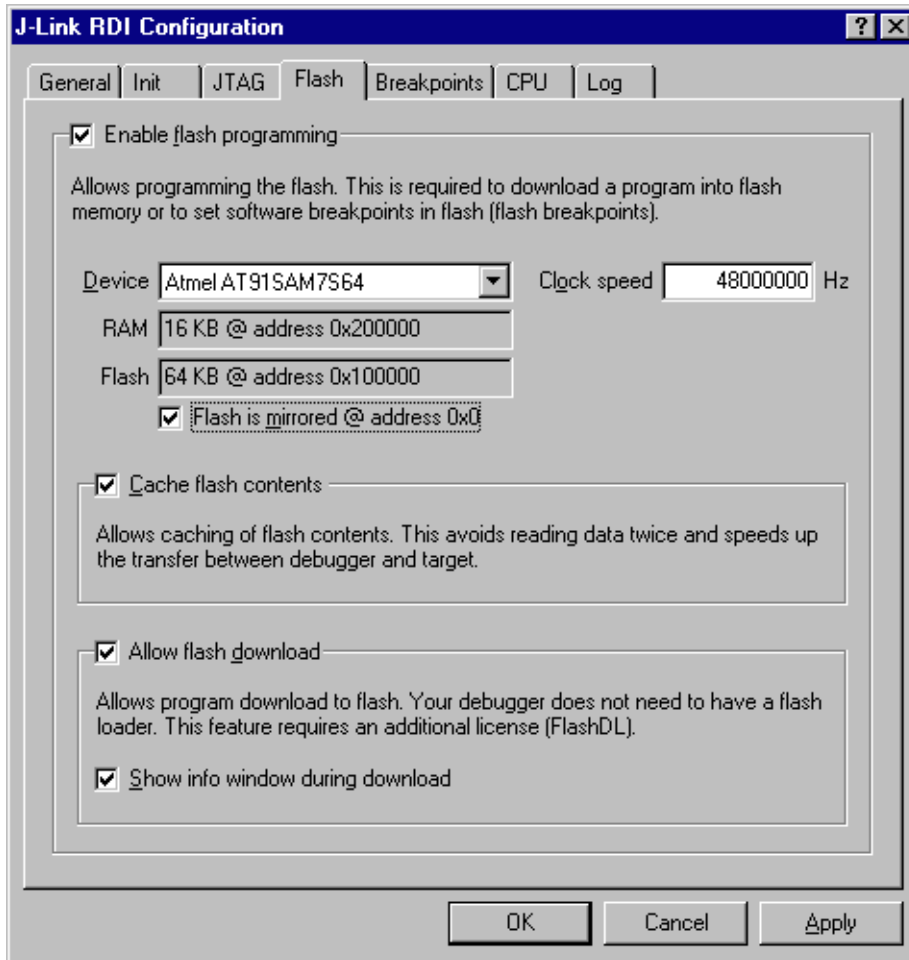 J-Link RDI Configuration
General Init JTAG Flash Breakpoints CPU Log
Enable flash programming
Allows programming the flash. This is required to download a program into flash
memory or to set software breakpoints in flash (flash breakpoints).
Device Atmel AT91SAM7S64 Clock speed 48000000 Hz
RAM 16 KB @ address 0x200000
Flash 64 KB @ address 0x100000
Flash is mirrored @ address 0x0
Cache flash contents
Allows caching of flash contents. This avoids reading data twice and speeds up
the transfer between debugger and target.
Allow flash download
Allows program download to flash. Your debugger does not need to have a flash
loader. This feature requires an additional license (FlashDL).
Show info window during download
OK Cancel Apply